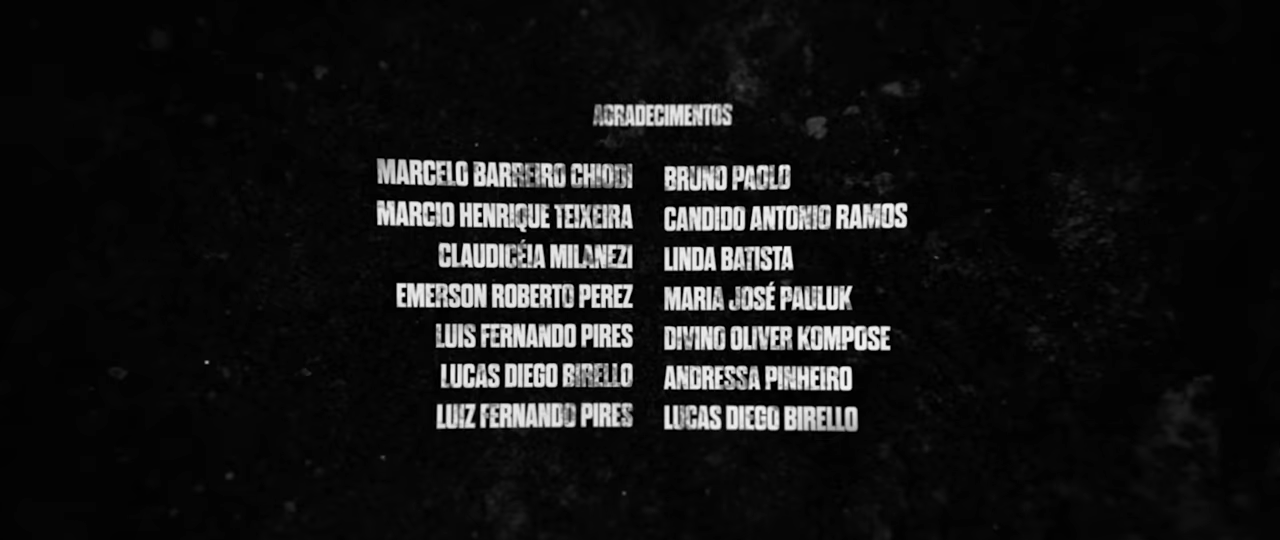 AGRADECIMENTOS
MARCELO BARREIRO CHIODI
BRUNO PAOLO
MARCIO HENRIQUE TEIXEIRA
CANDIDO ANTONIO RAMOS
CLAUDICÉIA MILANEZI
LINDA BATISTA
EMERSON ROBERTO PEREZ
MARIA JOSÉ PAULUK
LUIS FERNANDO PIRES
DIVINO OLIVER KOMPOSE
LUCAS DIEGO BIRELLO
ANDRESSA PINHEIRO
LUIZ FERNANDO PIRES
LUCAS DIEGO BIRELLO